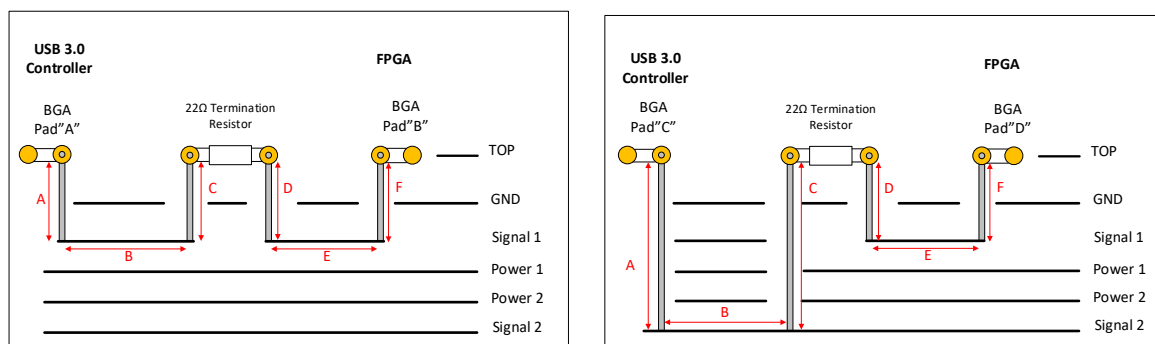 USB 3.0
Controller
FPGA
BGA
Pad"A"
22Ω Termination
Resistor
BGA
Pad"B"
TOP
A
C
D
F
GND
Signal 1
B
E
Power 1
Power 2
Signal 2
USB 3.0
Controller
FPGA
BGA
Pad"C"
22Ω Termination
Resistor
BGA
Pad"D"
TOP
C
D
F
GND
Signal 1
E
A
Power 1
Power 2
B
Signal 2